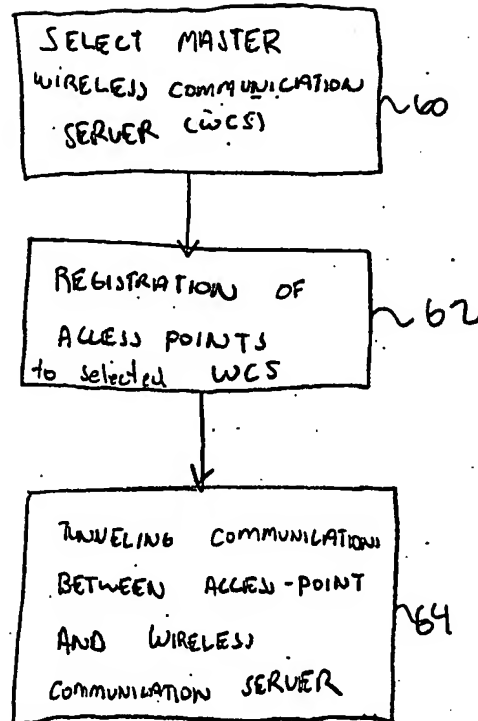 SELECT MASTER
WIRELESS COMMUNICATION
SERVER (WCS)
60
REGISTRATION OF
ACCESS POINTS
to selected WCS
62
TUNNELING COMMUNICATIONS
BETWEEN ACCESS-POINT
AND WIRELESS
COMMUNICATION SERVER
64